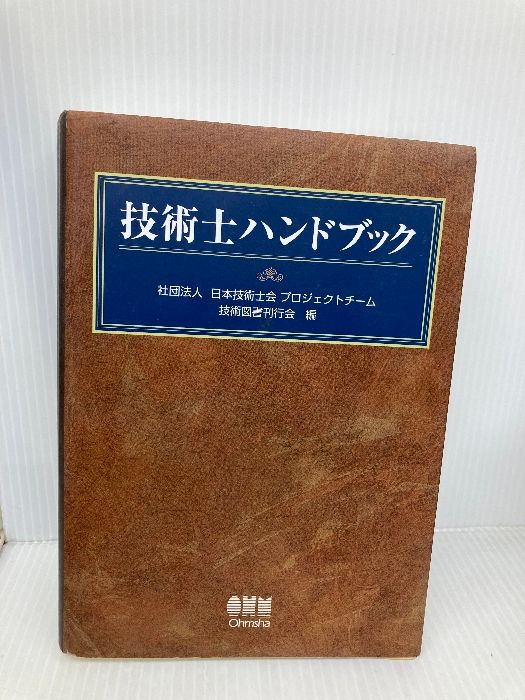 技術士ハンドブック
社団法人 日本技術士会 プロジェクトチーム
技術図書刊行会 編
OHM
Ohmsha